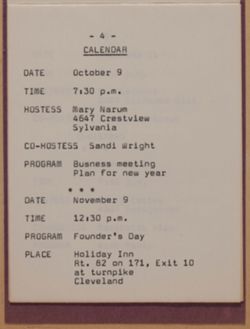 - 4 -
CALENDAR
DATE October 9
TIME 7:30 p.m.
HOSTESS Mary Narum
4647 Crestview
Sylvania
CO-HOSTESS Sandi Wright
PROGRAM Busness meeting
Plan for new year
* * *
DATE November 9
TIME 12:30 p.m.
PROGRAM Founder's Day
PLACE Holiday Inn
Rt. 82 on 171, Exit 10
at turnpike
Cleveland